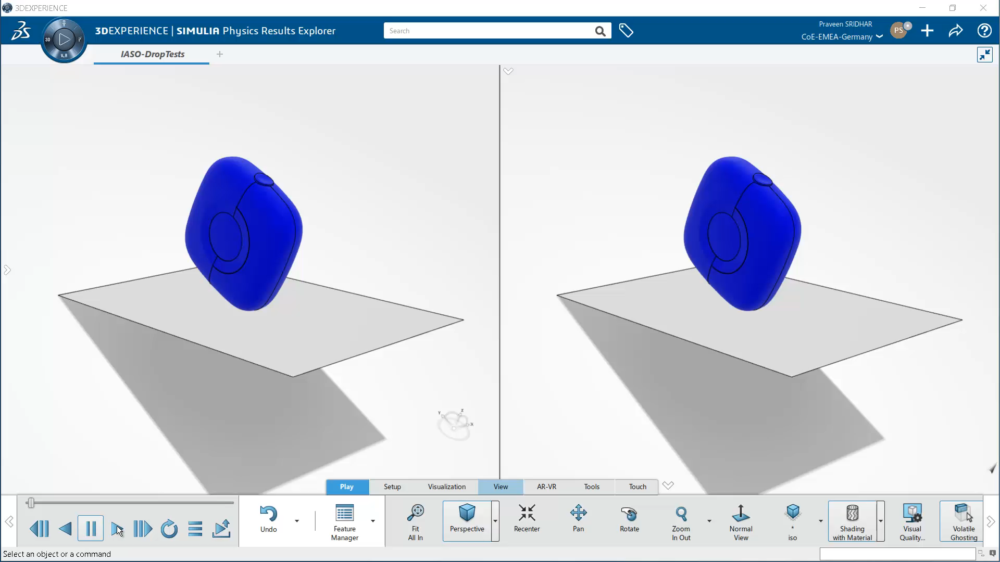 3DEXPERIENCE
3DEXPERIENCE | SIMULIA Physics Results Explorer
Search
Praveen SRIDHAR
CoE-EMEA-Germany
PS
3D
V.R
IASO-DropTests
Y
Z
X
Play
Setup
Visualization
View
AR-VR
Tools
Touch
Undo
Feature
Manager
Fit
All In
Perspective
Recenter
Pan
Rotate
Zoom
In Out
Normal
View
*
iso
Shading
with Material
Visual
Quality...
Volatile
Ghosting
Select an object or a command